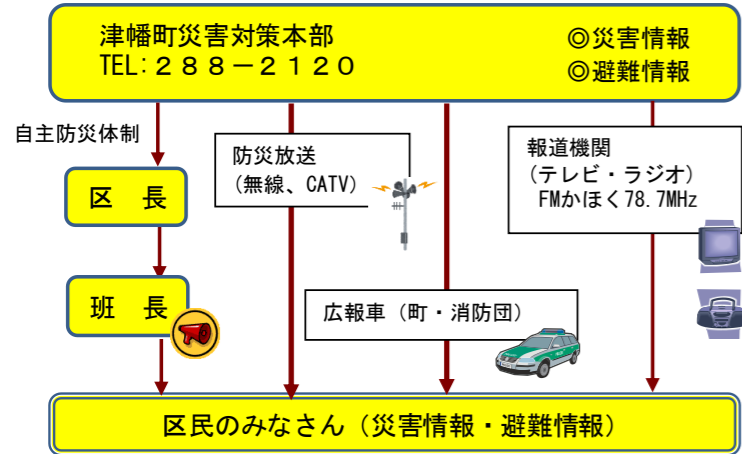 津幡町災害対策本部
TEL:288-2120
◎災害情報
◎避難情報
自主防災体制
区 長
班 長
防災放送
(無線、CATV)
広報車(町・消防団)
報道機関
(テレビ・ラジオ)
FMかほく78.7MHz
区民のみなさん(災害情報・避難情報)